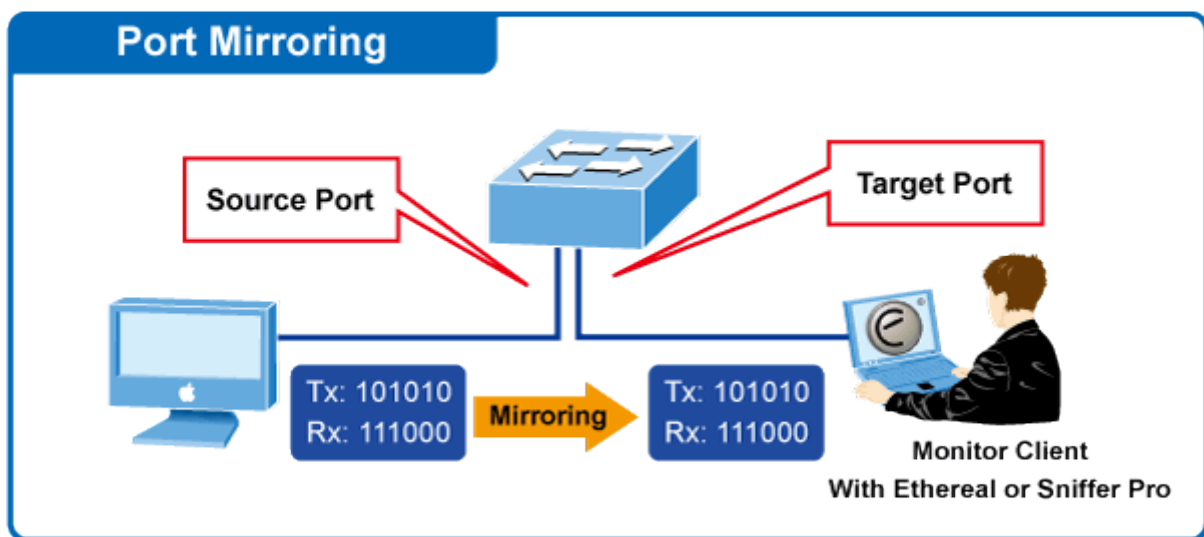 Port Mirroring
Source Port
Target Port
Tx: 101010
Rx: 111000
Mirroring
Tx: 101010
Rx: 111000
Monitor Client
With Ethereal or Sniffer Pro